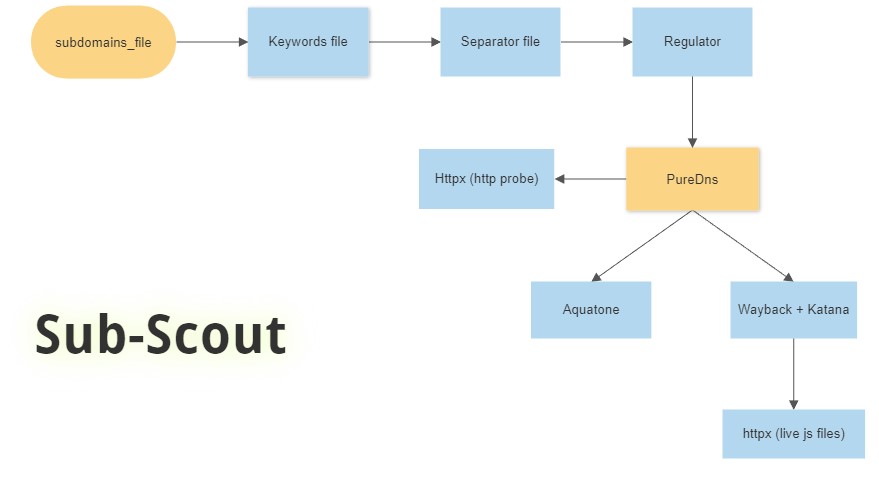 subdomains_file
Keywords file
Separator file
Regulator
Httpx (http probe)
PureDns
Aquatone
Wayback + Katana
Sub-Scout
httpx (live js files)